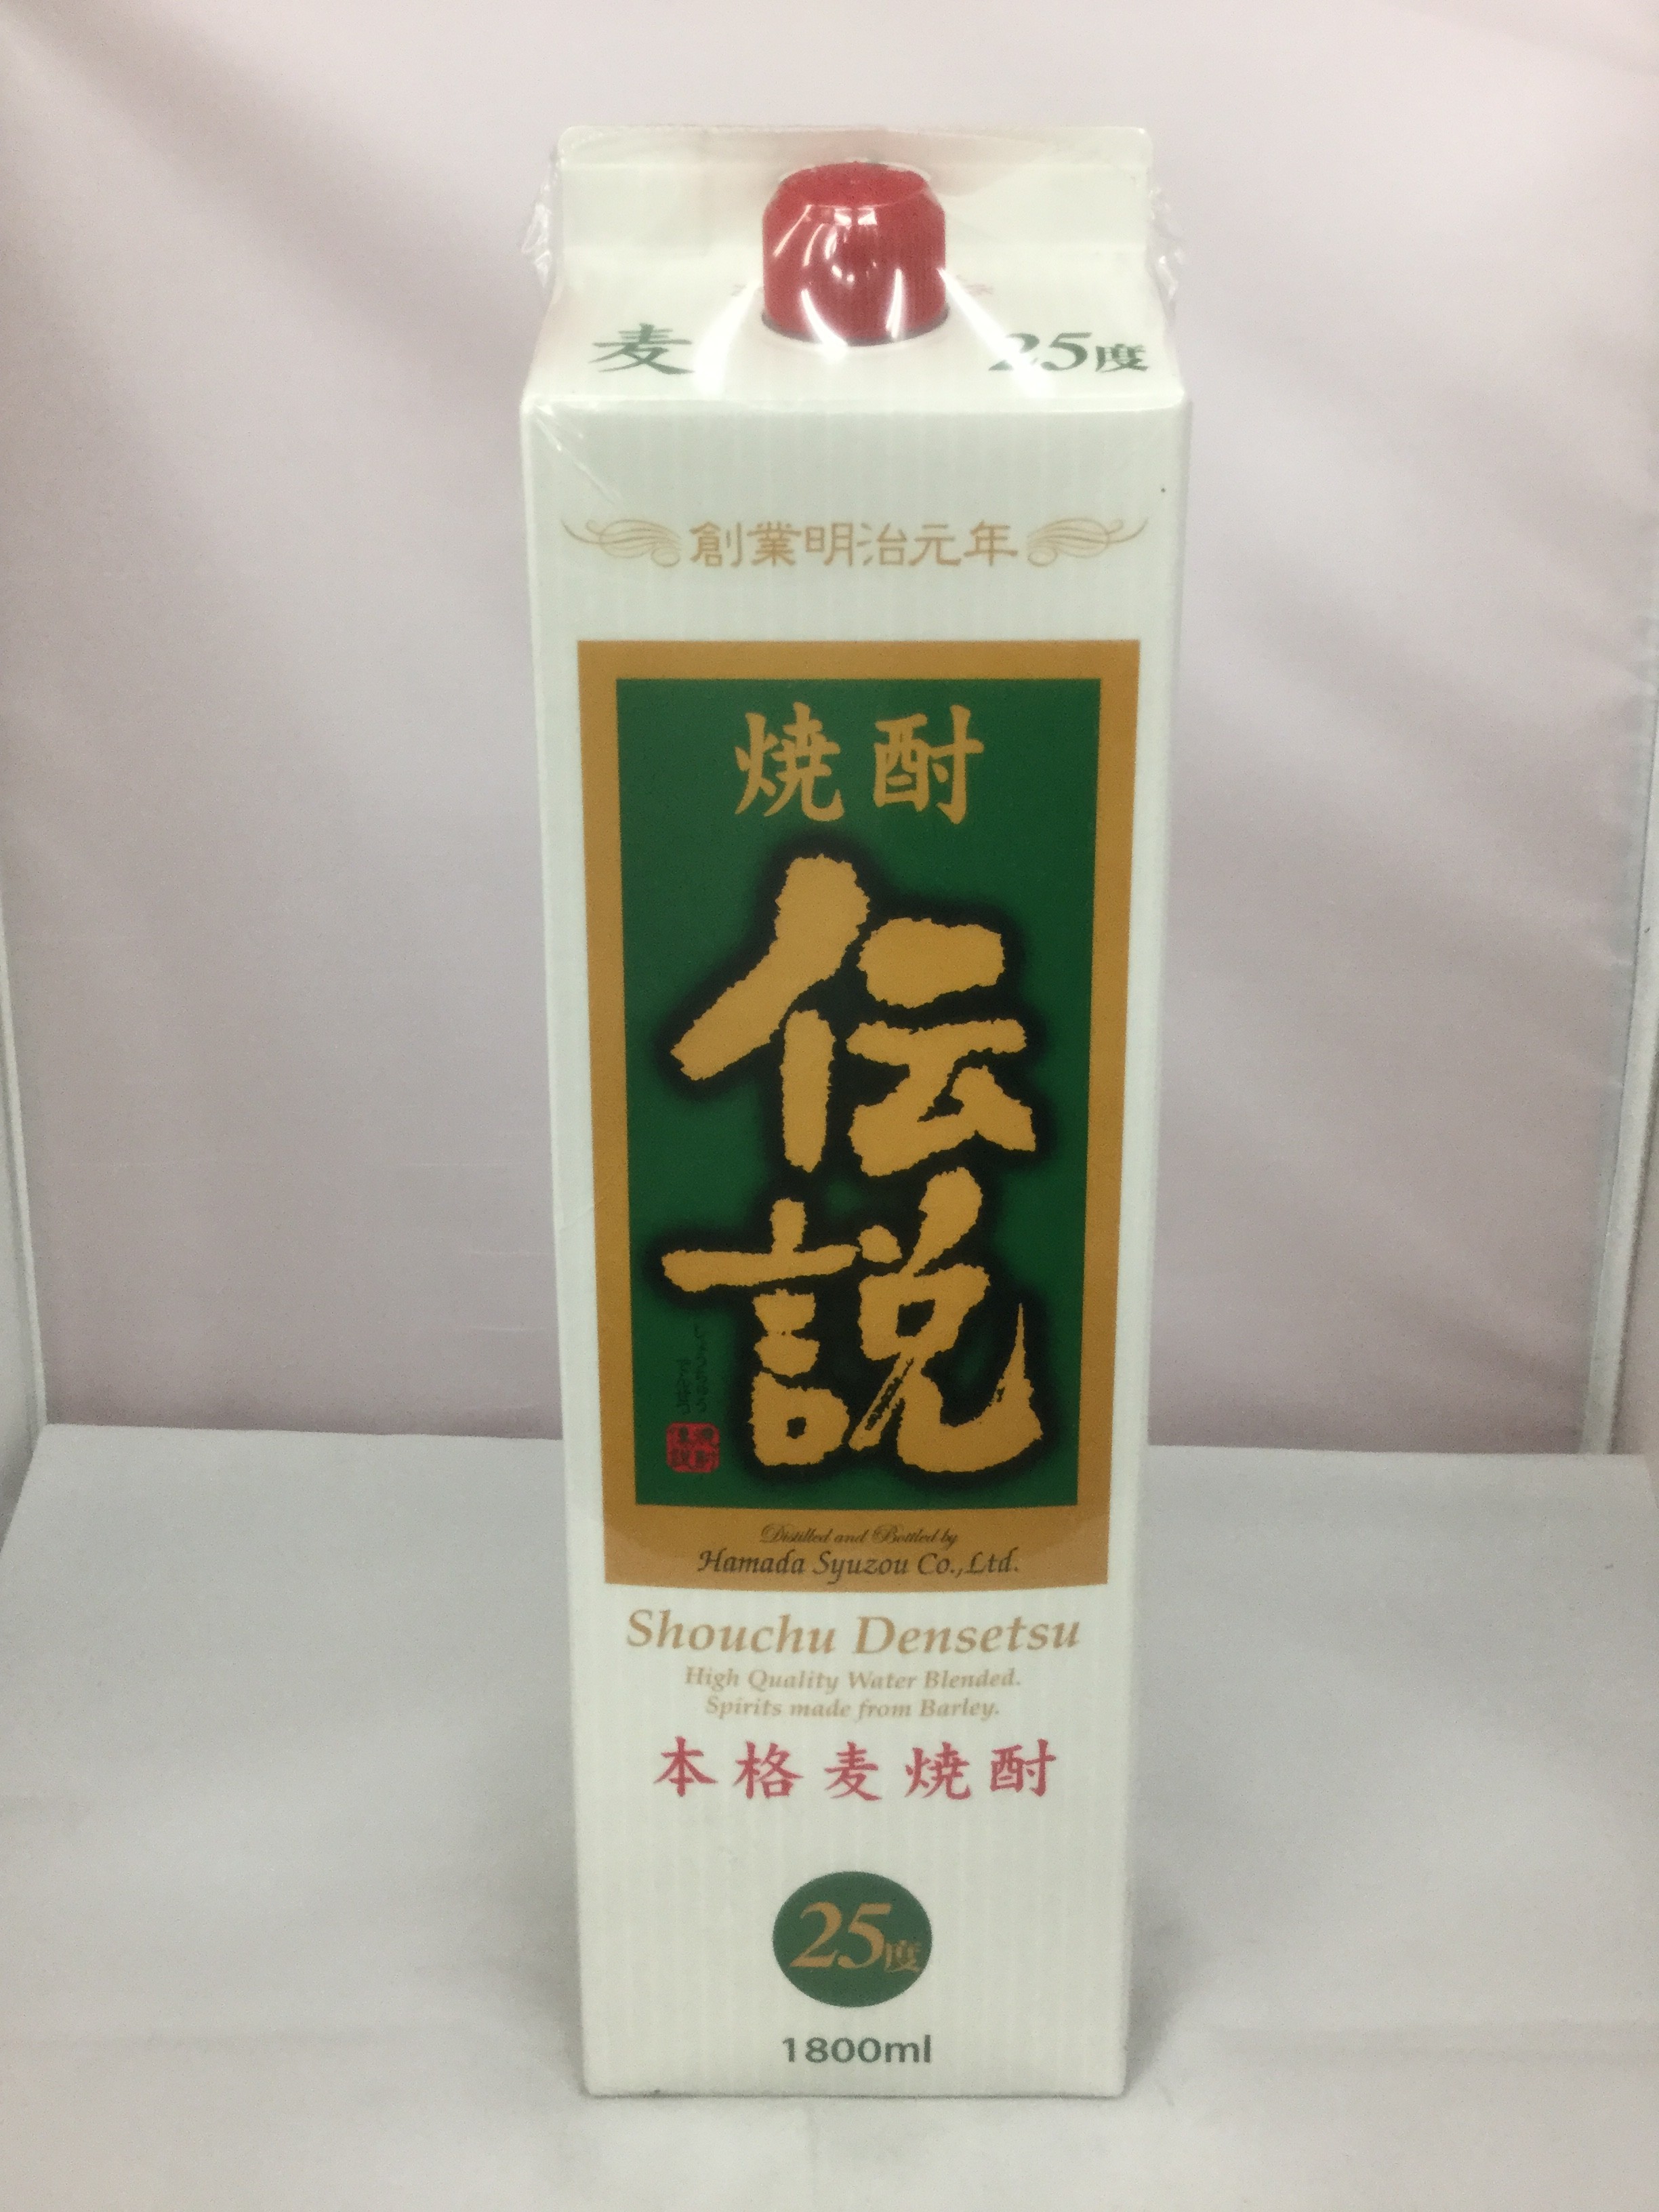 麦 25度
創業明治元年
焼酎
伝説
Distilled and Bottled by
Hamada Syuzou Co.,Ltd.
Shouchu Densetsu
High Quality Water Blended.
Spirits made from Barley.
本格麦焼酎
25度
1800ml